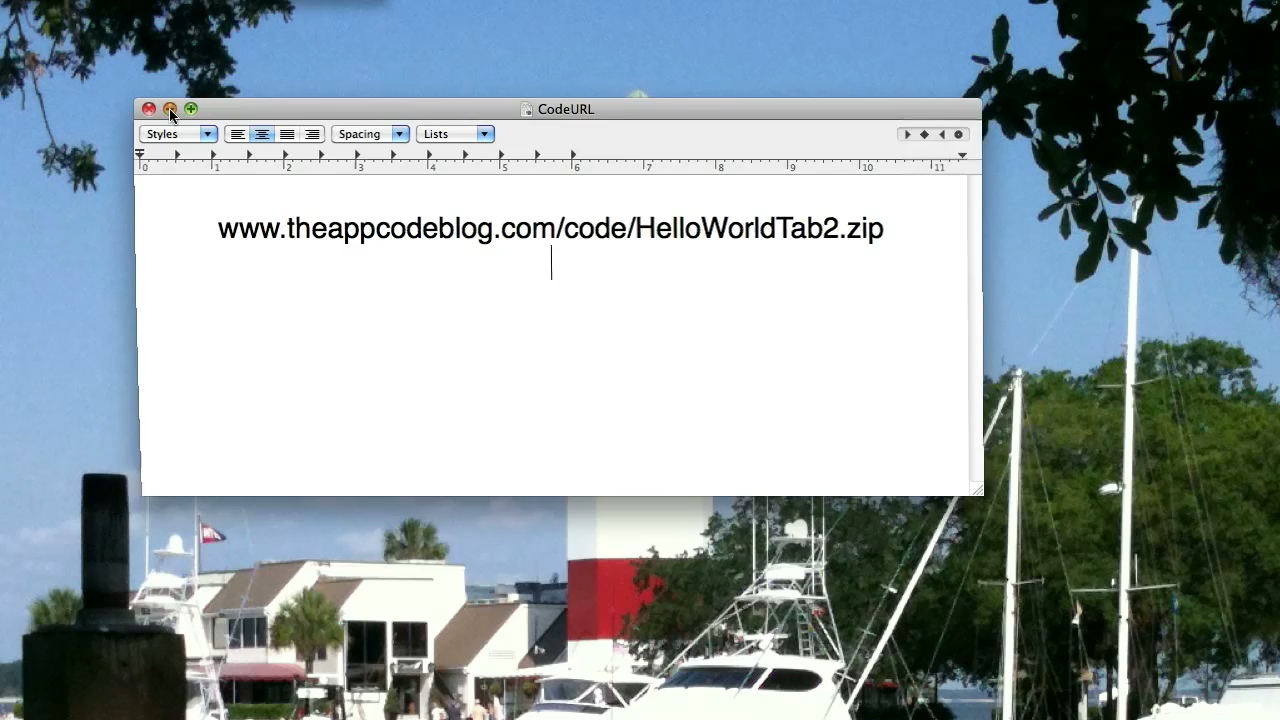 CodeURL
Styles Spacing Lists
0 1 2 3 4 5 6 7 8 9 10 11
www.theappcodeblog.com/code/HelloWorldTab2.zip